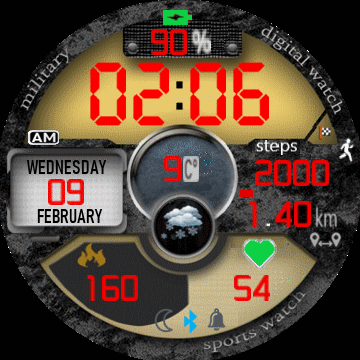 90%
military
digital watch
02:06
AM
steps
WEDNESDAY
09
FEBRUARY
9C°
2000
1.40km
160
54
sports watch